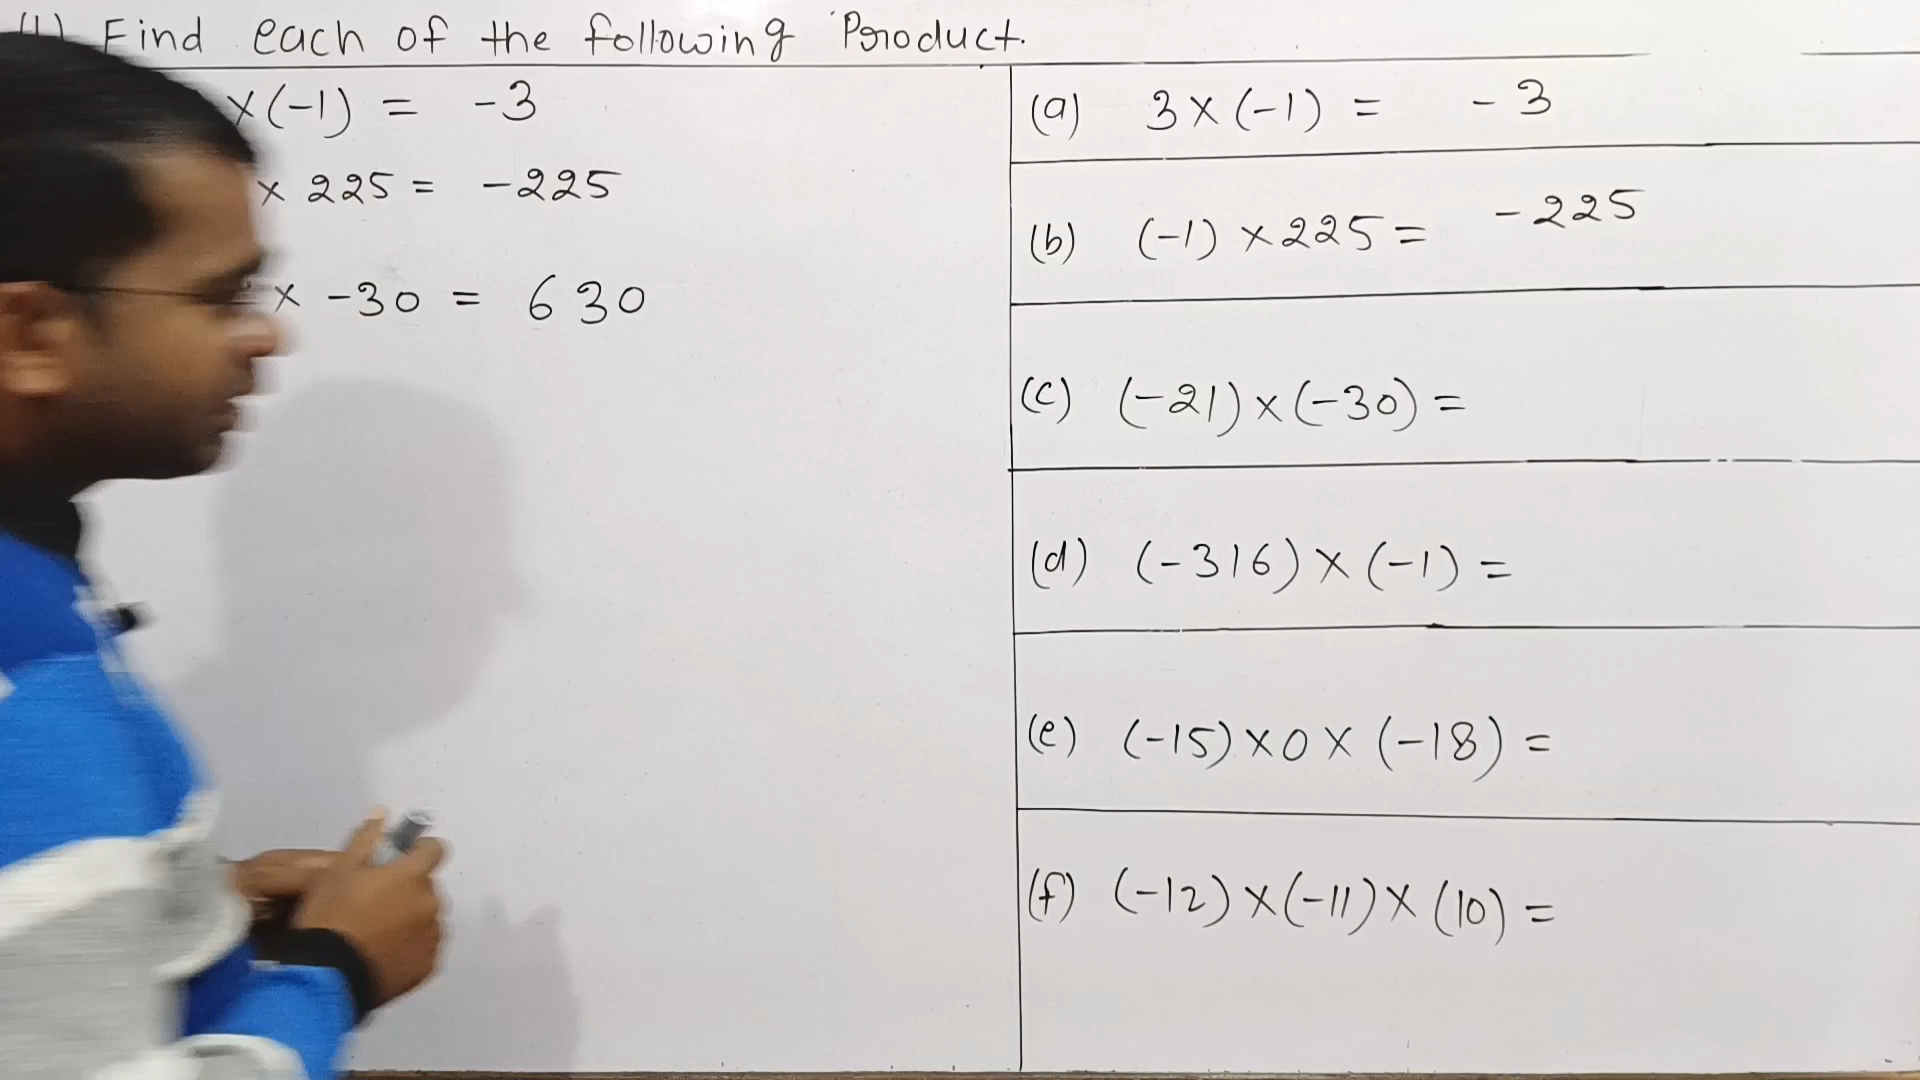 (1) Find each of the following Product.
x(-1) = -3
x 225 = -225
x -30 = 630
(a) 3 x (-1) = -3
(b) (-1) x 225 = -225
(c) (-21) x (-30) =
(d) (-316) x (-1) =
(e) (-15) x 0 x (-18) =
(f) (-12) x (-11) x (10) =